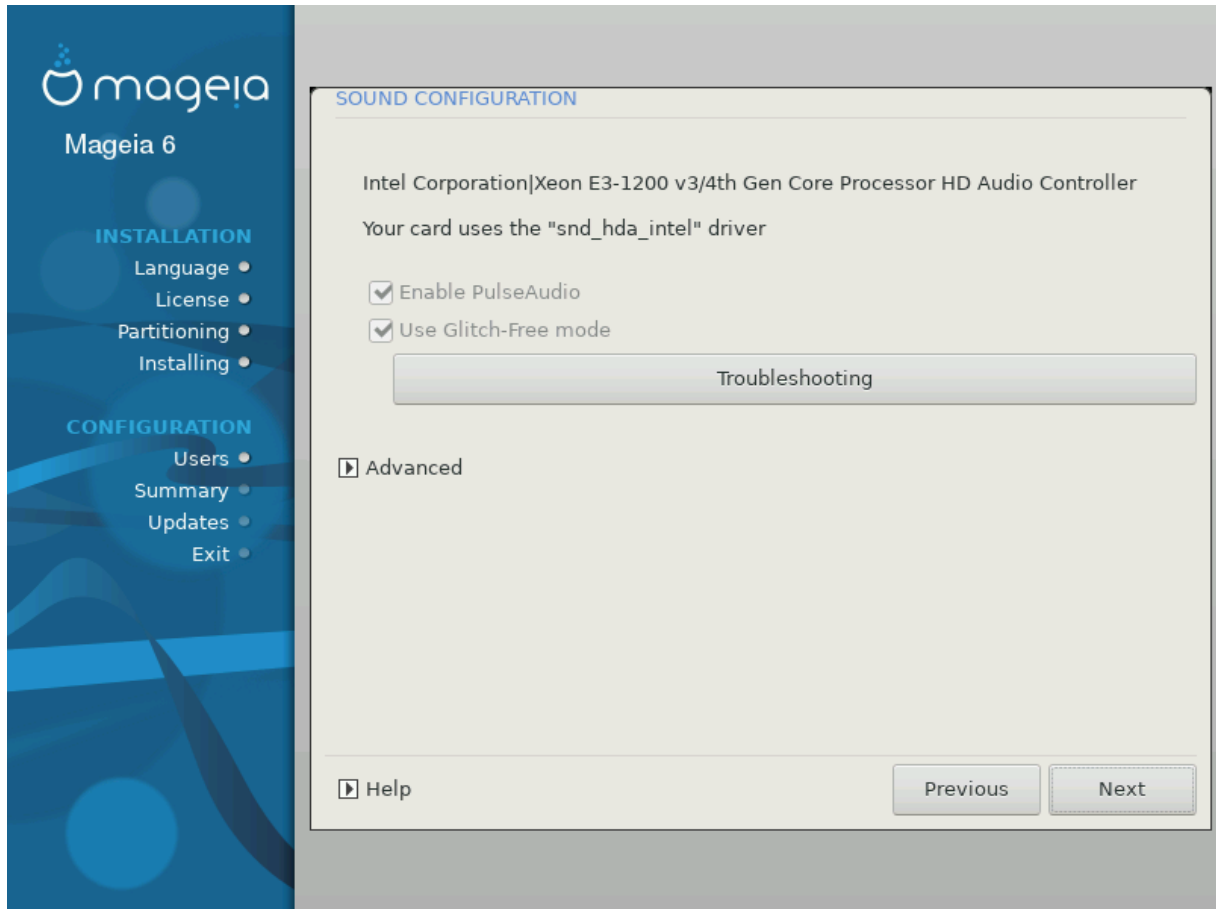 mageia
Mageia 6
INSTALLATION
Language
License
Partitioning
Installing
CONFIGURATION
Users
Summary
Updates
Exit
SOUND CONFIGURATION
Intel Corporation|Xeon E3-1200 v3/4th Gen Core Processor HD Audio Controller
Your card uses the "snd_hda_intel" driver
Enable PulseAudio
Use Glitch-Free mode
Troubleshooting
Advanced
Help
Previous
Next